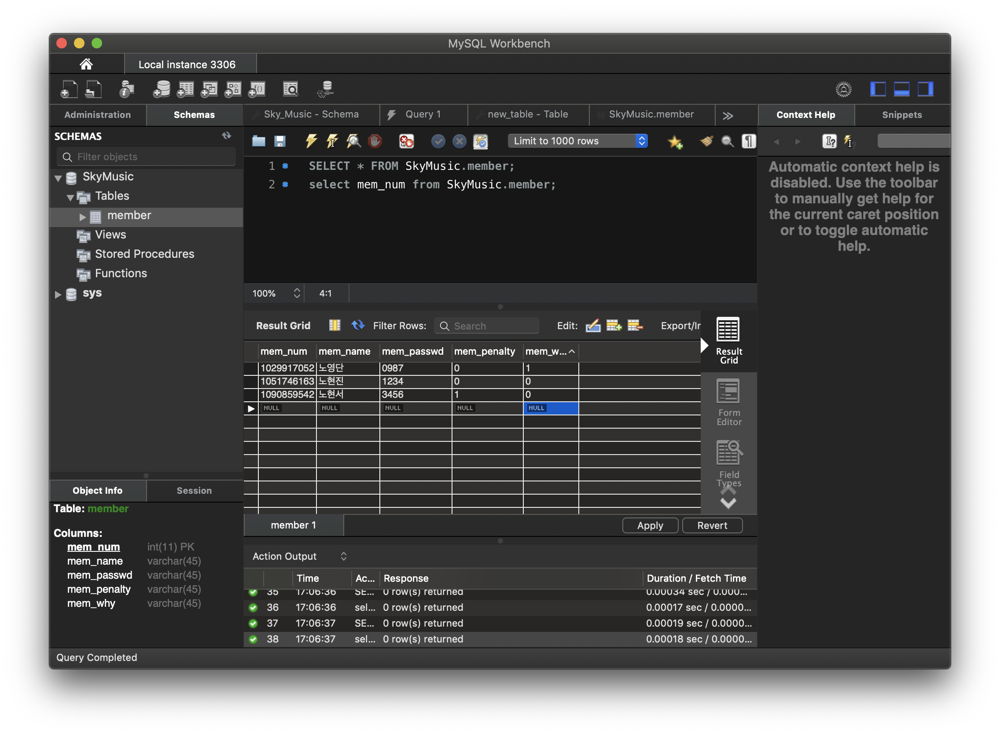 MySQL Workbench
Local instance 3306
Administration
Schemas
Sky_Music - Schema
Query 1
new_table - Table
SkyMusic.member
Context Help
Snippets
SCHEMAS
Filter objects
SkyMusic
Tables
member
Views
Stored Procedures
Functions
sys
Limit to 1000 rows
1 SELECT * FROM SkyMusic.member;
2 select mem_num from SkyMusic.member;
Automatic context help is
disabled. Use the toolbar
to manually get help for
the current caret position
or to toggle automatic
help.
100% 4:1
Result Grid Filter Rows: Search Edit: Export/Ir
mem_num mem_name mem_passwd mem_penalty mem_w...
1029917052 노영단 0987 0 1
1051746163 노현진 1234 0 0
1090859542 노현서 3456 1 0
NULL NULL NULL NULL NULL
Result
Grid
Form
Editor
Field
Types
member 1
Apply
Revert
Object Info
Session
Table: member
Columns:
mem_num int(11) PK
mem_name varchar(45)
mem_passwd varchar(45)
mem_penalty varchar(45)
mem_why varchar(45)
Action Output
Time Ac... Response Duration / Fetch Time
35 17:06:36 SE... 0 row(s) returned 0.00034 sec / 0.000...
36 17:06:36 sel... 0 row(s) returned 0.00017 sec / 0.0000...
37 17:06:37 SE... 0 row(s) returned 0.00019 sec / 0.0000...
38 17:06:37 sel... 0 row(s) returned 0.00018 sec / 0.0000...
Query Completed